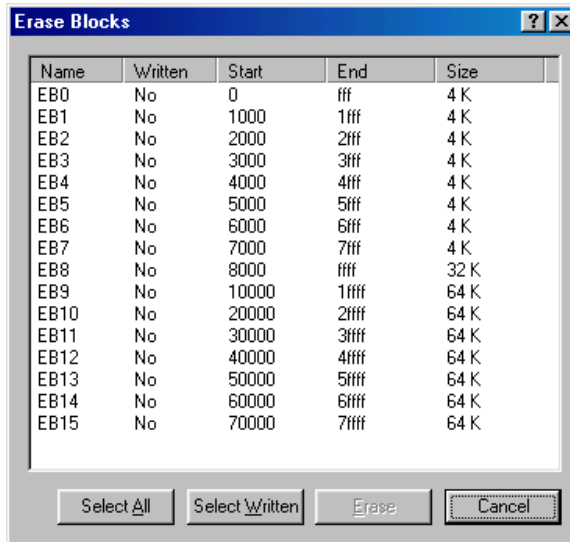 Erase Blocks
Name Written Start End Size
EB0 No 0 fff 4 K
EB1 No 1000 1fff 4 K
EB2 No 2000 2fff 4 K
EB3 No 3000 3fff 4 K
EB4 No 4000 4fff 4 K
EB5 No 5000 5fff 4 K
EB6 No 6000 6fff 4 K
EB7 No 7000 7fff 4 K
EB8 No 8000 ffff 32 K
EB9 No 10000 1ffff 64 K
EB10 No 20000 2ffff 64 K
EB11 No 30000 3ffff 64 K
EB12 No 40000 4ffff 64 K
EB13 No 50000 5ffff 64 K
EB14 No 60000 6ffff 64 K
EB15 No 70000 7ffff 64 K
Select All Select Written Erase Cancel